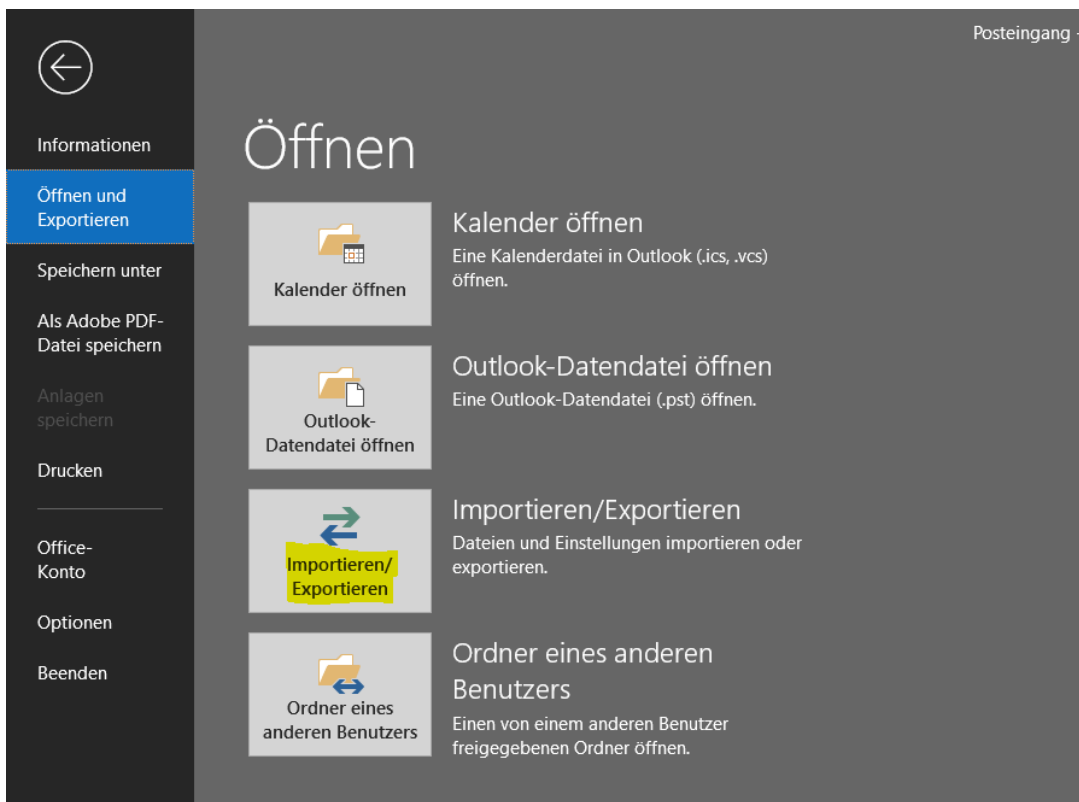 Posteingang -
Informationen
Öffnen und
Exportieren
Speichern unter
Als Adobe PDF-
Datei speichern
Anlagen
speichern
Drucken
Office-
Konto
Optionen
Beenden
Öffnen
Kalender öffnen
Kalender öffnen
Eine Kalenderdatei in Outlook (.ics, .vcs)
öffnen.
Outlook-
Datendatei öffnen
Outlook-Datendatei öffnen
Eine Outlook-Datendatei (.pst) öffnen.
Importieren/
Exportieren
Importieren/Exportieren
Dateien und Einstellungen importieren oder
exportieren.
Ordner eines
anderen Benutzers
Ordner eines anderen
Benutzers
Einen von einem anderen Benutzer
freigegebenen Ordner öffnen.